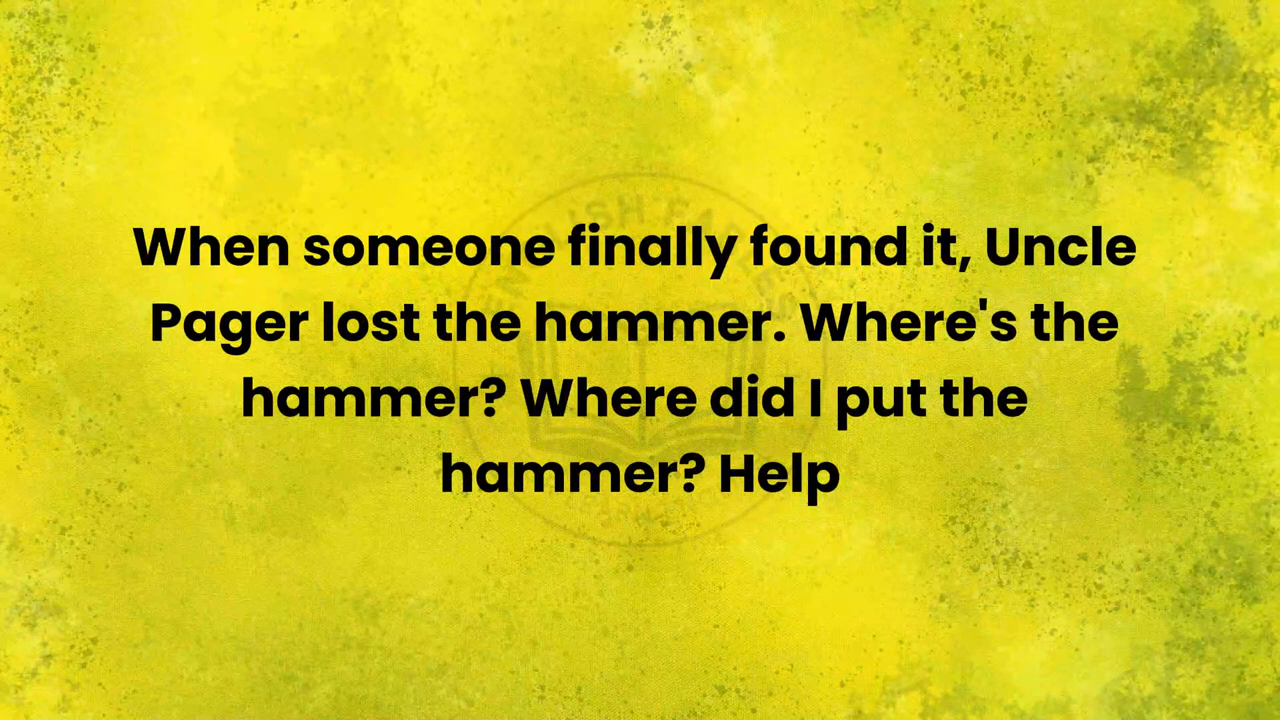 When someone finally found it, Uncle
Pager lost the hammer. Where's the
hammer? Where did I put the
hammer? Help